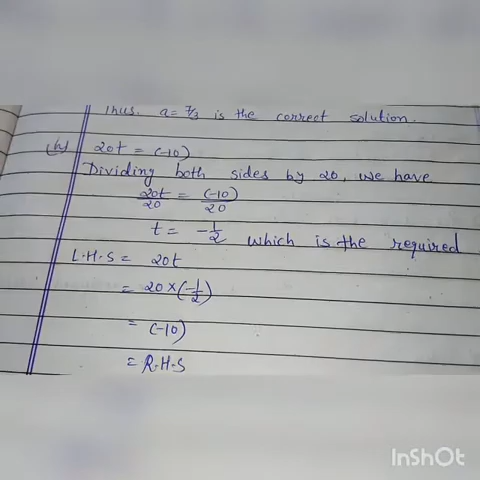 Thus. a = 7/3 is the correct solution.
(h) 20t = (-10)
Dividing both sides by 20, we have
20t/20 = (-10)/20
t = -1/2 which is the required
L.H.S = 20t
= 20 × (-1/2)
= (-10)
= R.H.S
InShOt